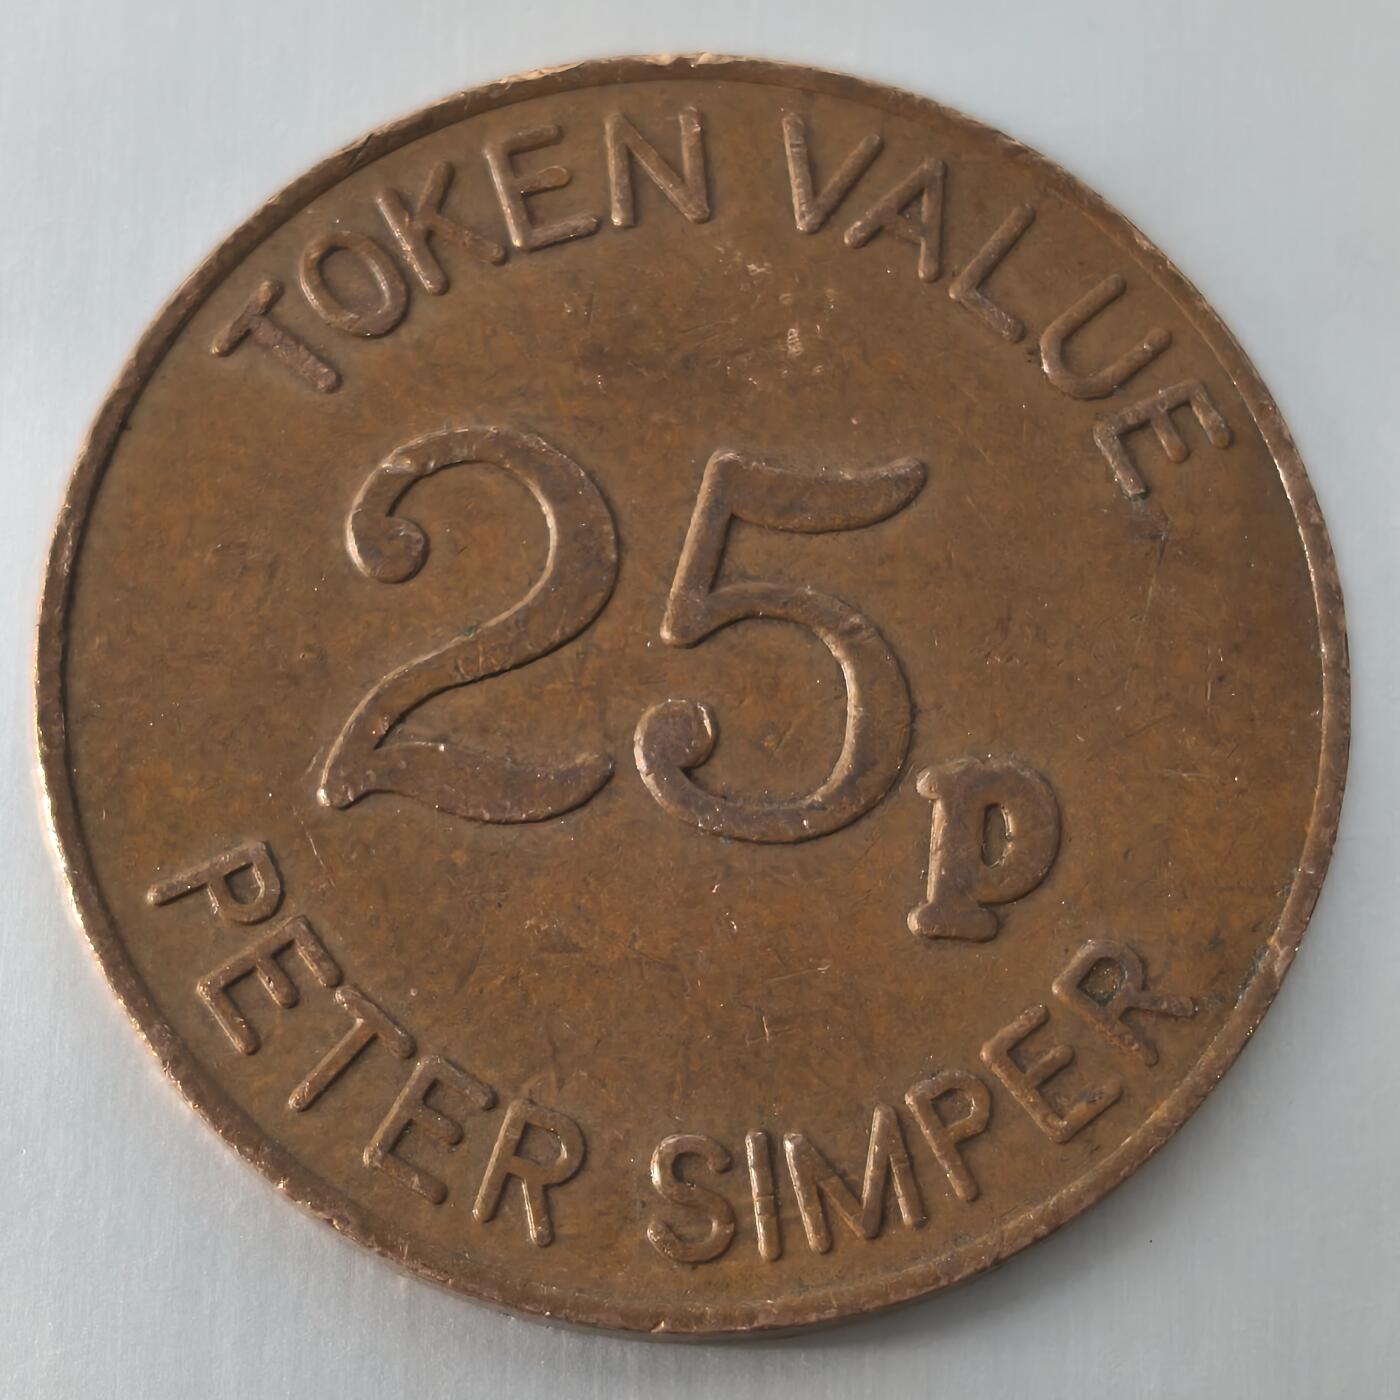 TOKEN VALUE
25p
PETER SIMPER